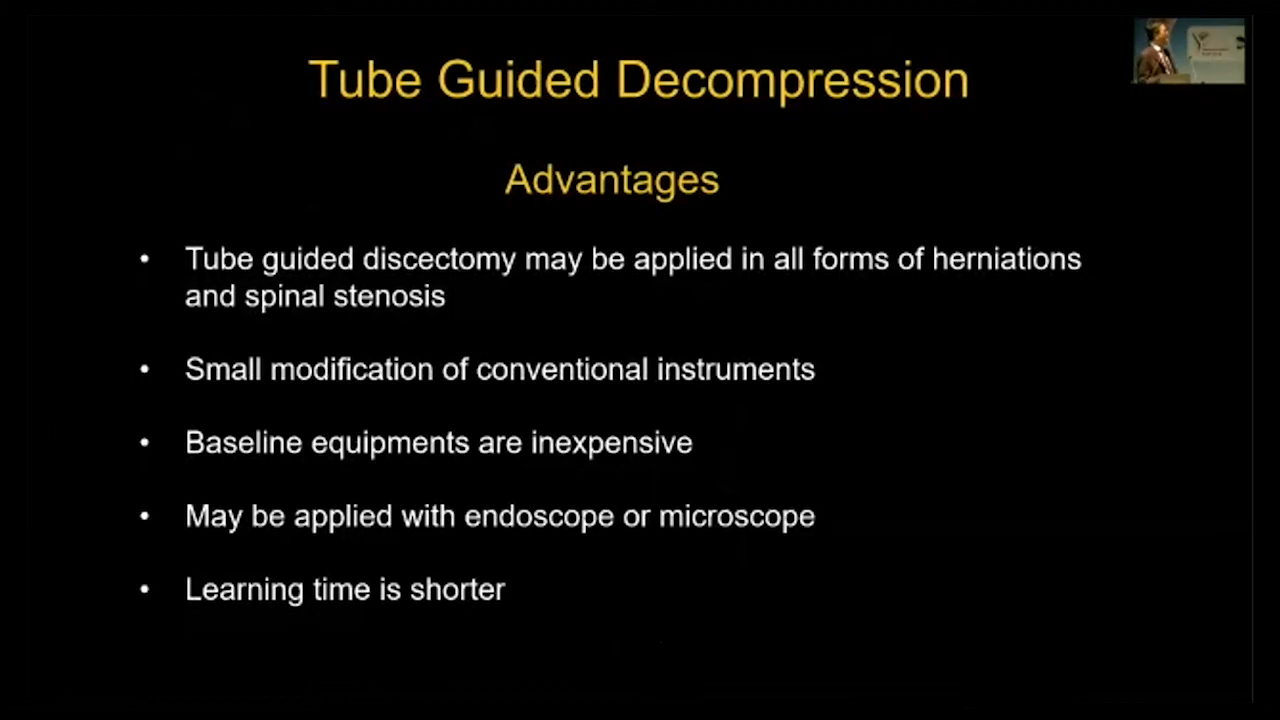 Tube Guided Decompression
Advantages
• Tube guided discectomy may be applied in all forms of herniations
and spinal stenosis
• Small modification of conventional instruments
• Baseline equipments are inexpensive
• May be applied with endoscope or microscope
• Learning time is shorter